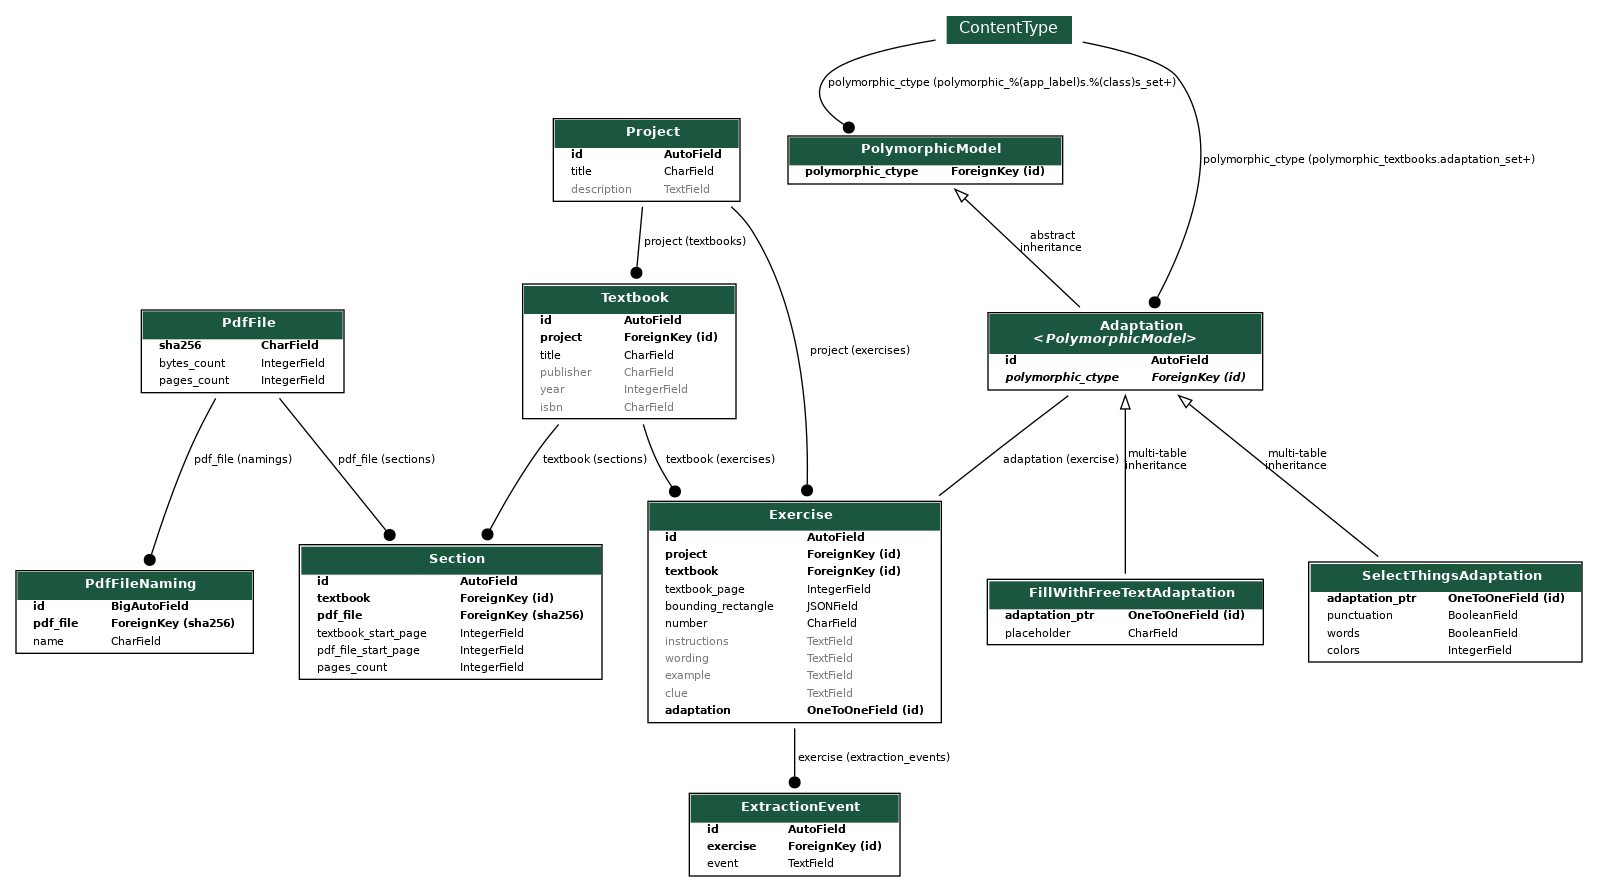 ContentType
polymorphic_ctype (polymorphic_%(app_label)s.%(class)s_set+)
polymorphic_ctype (polymorphic_textbooks.adaptation_set+)
Project
id AutoField
title CharField
description TextField
PolymorphicModel
polymorphic_ctype ForeignKey (id)
project (textbooks)
abstract
inheritance
project (exercises)
Textbook
id AutoField
project ForeignKey (id)
title CharField
publisher CharField
year IntegerField
isbn CharField
PdfFile
sha256 CharField
bytes_count IntegerField
pages_count IntegerField
Adaptation
<PolymorphicModel>
id AutoField
polymorphic_ctype ForeignKey (id)
pdf_file (namings)
pdf_file (sections)
textbook (sections)
textbook (exercises)
adaptation (exercise)
multi-table
inheritance
multi-table
inheritance
PdfFileNaming
id BigAutoField
pdf_file ForeignKey (sha256)
name CharField
Section
id AutoField
textbook ForeignKey (id)
pdf_file ForeignKey (sha256)
textbook_start_page IntegerField
pdf_file_start_page IntegerField
pages_count IntegerField
Exercise
id AutoField
project ForeignKey (id)
textbook ForeignKey (id)
textbook_page IntegerField
bounding_rectangle JSONField
number CharField
instructions TextField
wording TextField
example TextField
clue TextField
adaptation OneToOneField (id)
FillWithFreeTextAdaptation
adaptation_ptr OneToOneField (id)
placeholder CharField
SelectThingsAdaptation
adaptation_ptr OneToOneField (id)
punctuation BooleanField
words BooleanField
colors IntegerField
exercise (extraction_events)
ExtractionEvent
id AutoField
exercise ForeignKey (id)
event TextField